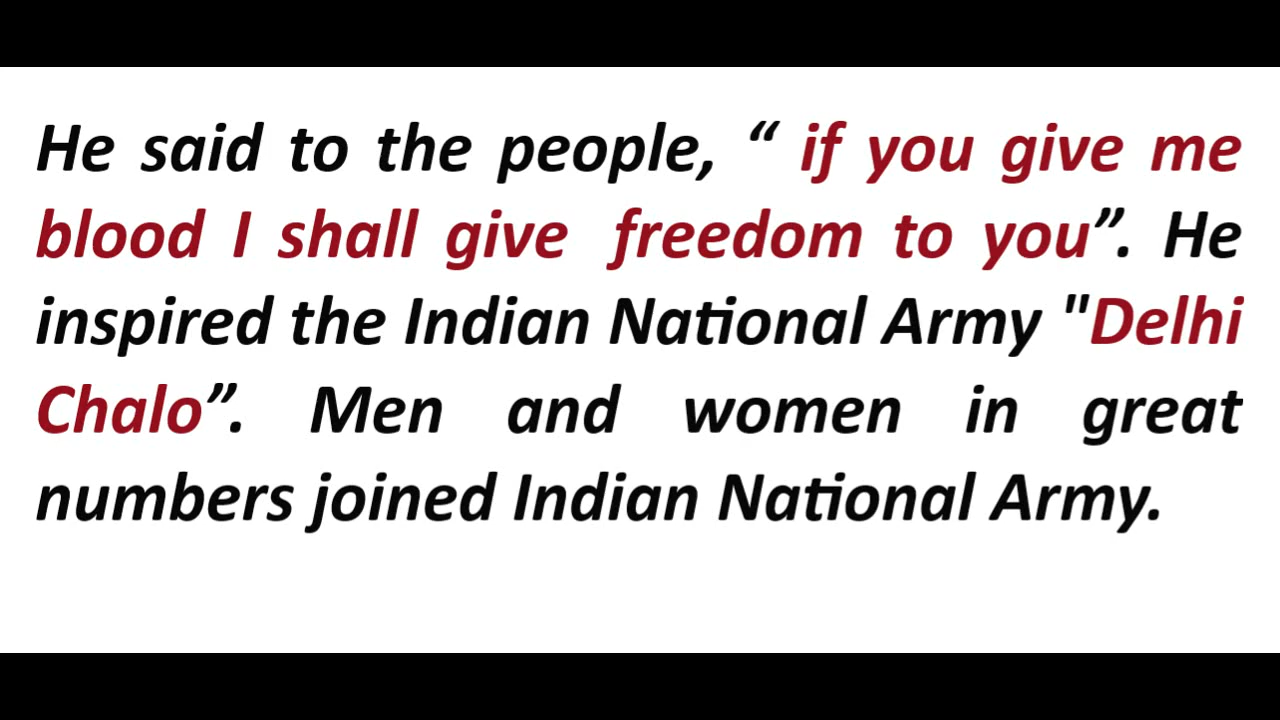 He said to the people, “ if you give me
blood I shall give freedom to you”. He
inspired the Indian National Army "Delhi
Chalo”. Men and women in great
numbers joined Indian National Army.